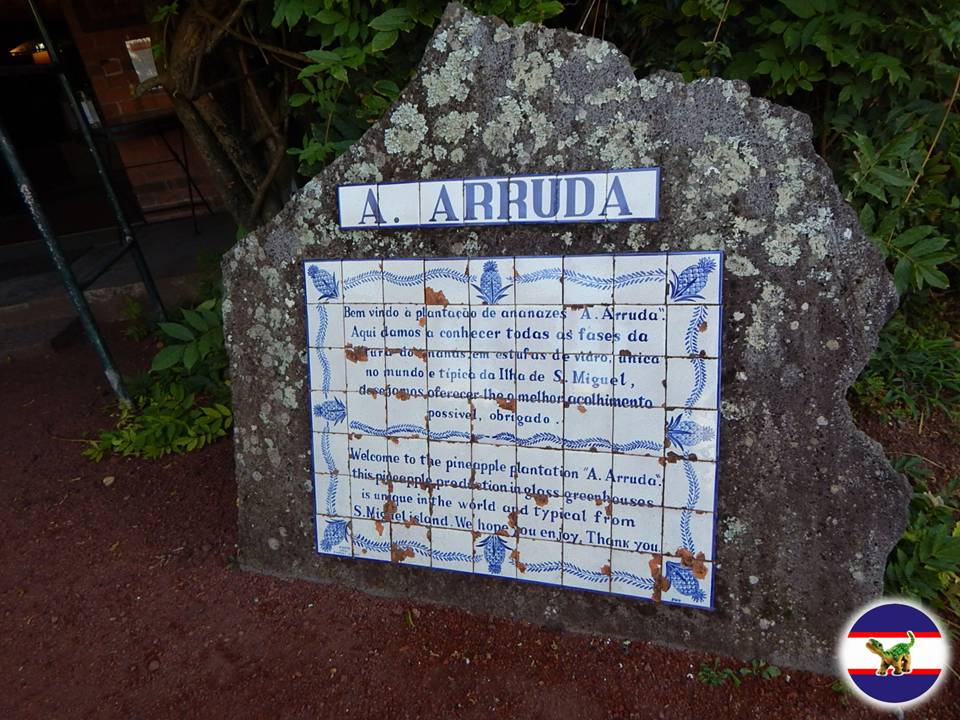 A. ARRUDA
Bem vindo à plantação de ananazes "A. Arruda".
Aqui damos a conhecer todas as fases da
em estufas de vidro, única
no mundo e típica da Ilha de S. Miguel,
desejamos oferecer-lhe o melhor acolhimento
possivel, obrigado.
Welcome to the pineapple plantation "A. Arruda",
this pineapple production in glass greenhouses
is unique in the world and typical from
S. Miguel island. We hope you enjoy, Thank you